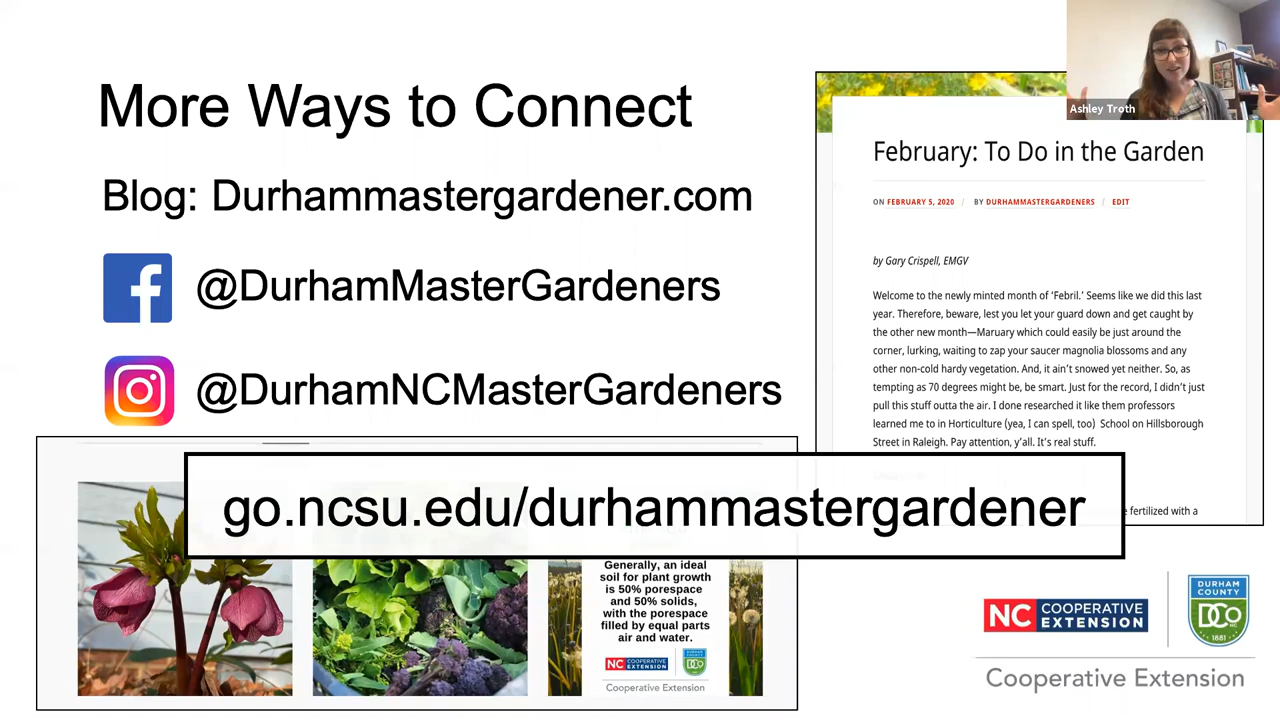 More Ways to Connect
Blog: Durhammastergardener.com
@DurhamMasterGardeners
@DurhamNCMasterGardeners
go.ncsu.edu/durhammastergardener
Ashley Troth
February: To Do in the Garden
ON FEBRUARY 5, 2020 / BY DURHAMMASTERGARDENERS / EDIT
by Gary Crispell, EMGV
Welcome to the newly minted month of ‘Febril.’ Seems like we did this last
year. Therefore, beware, lest you let your guard down and get caught by
the other new month—Maruary which could easily be just around the
corner, lurking, waiting to zap your saucer magnolia blossoms and any
other non-cold hardy vegetation. And, it ain’t snowed yet neither. So, as
tempting as 70 degrees might be, be smart. Just for the record, I didn’t just
pull this stuff outta the air. I done researched it like them professors
learned me to in Horticulture (yea, I can spell, too) School on Hillsborough
Street in Raleigh. Pay attention, y’all. It’s real stuff.
fertilized with a
Generally, an ideal
soil for plant growth
is 50% porespace
and 50% solids,
with the porespace
filled by equal parts
air and water.
NC COOPERATIVE
EXTENSION
DCo
Cooperative Extension
NC COOPERATIVE
EXTENSION
DURHAM
COUNTY
DCo
NC
1881
Cooperative Extension